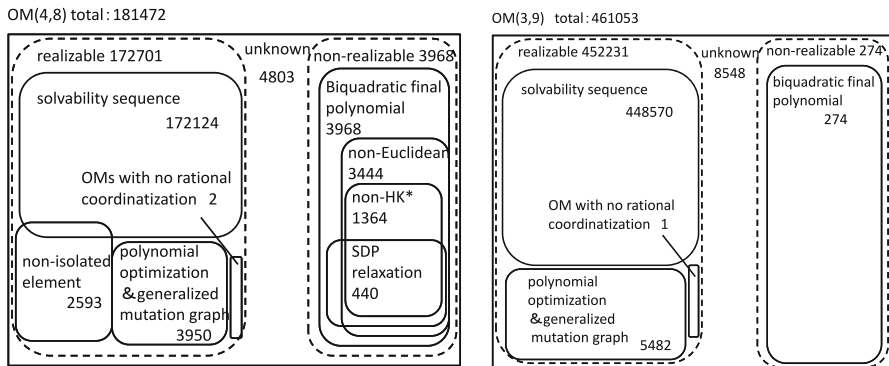 OM(4,8) total : 181472
realizable 172701
unknown
4803
non-realizable 3968
solvability sequence
172124
Biquadratic final
polynomial
3968
non-Euclidean
3444
OMs with no rational
coordinatization 2
non-HK*
1364
non-isolated
element
2593
polynomial
optimization
&generalized
mutation graph
3950
SDP
relaxation
440
OM(3,9) total : 461053
realizable 452231
unknown
8548
non-realizable 274
solvability sequence
448570
biquadratic final
polynomial
274
OM with no rational
coordinatization 1
polynomial
optimization
&generalized
mutation graph
5482